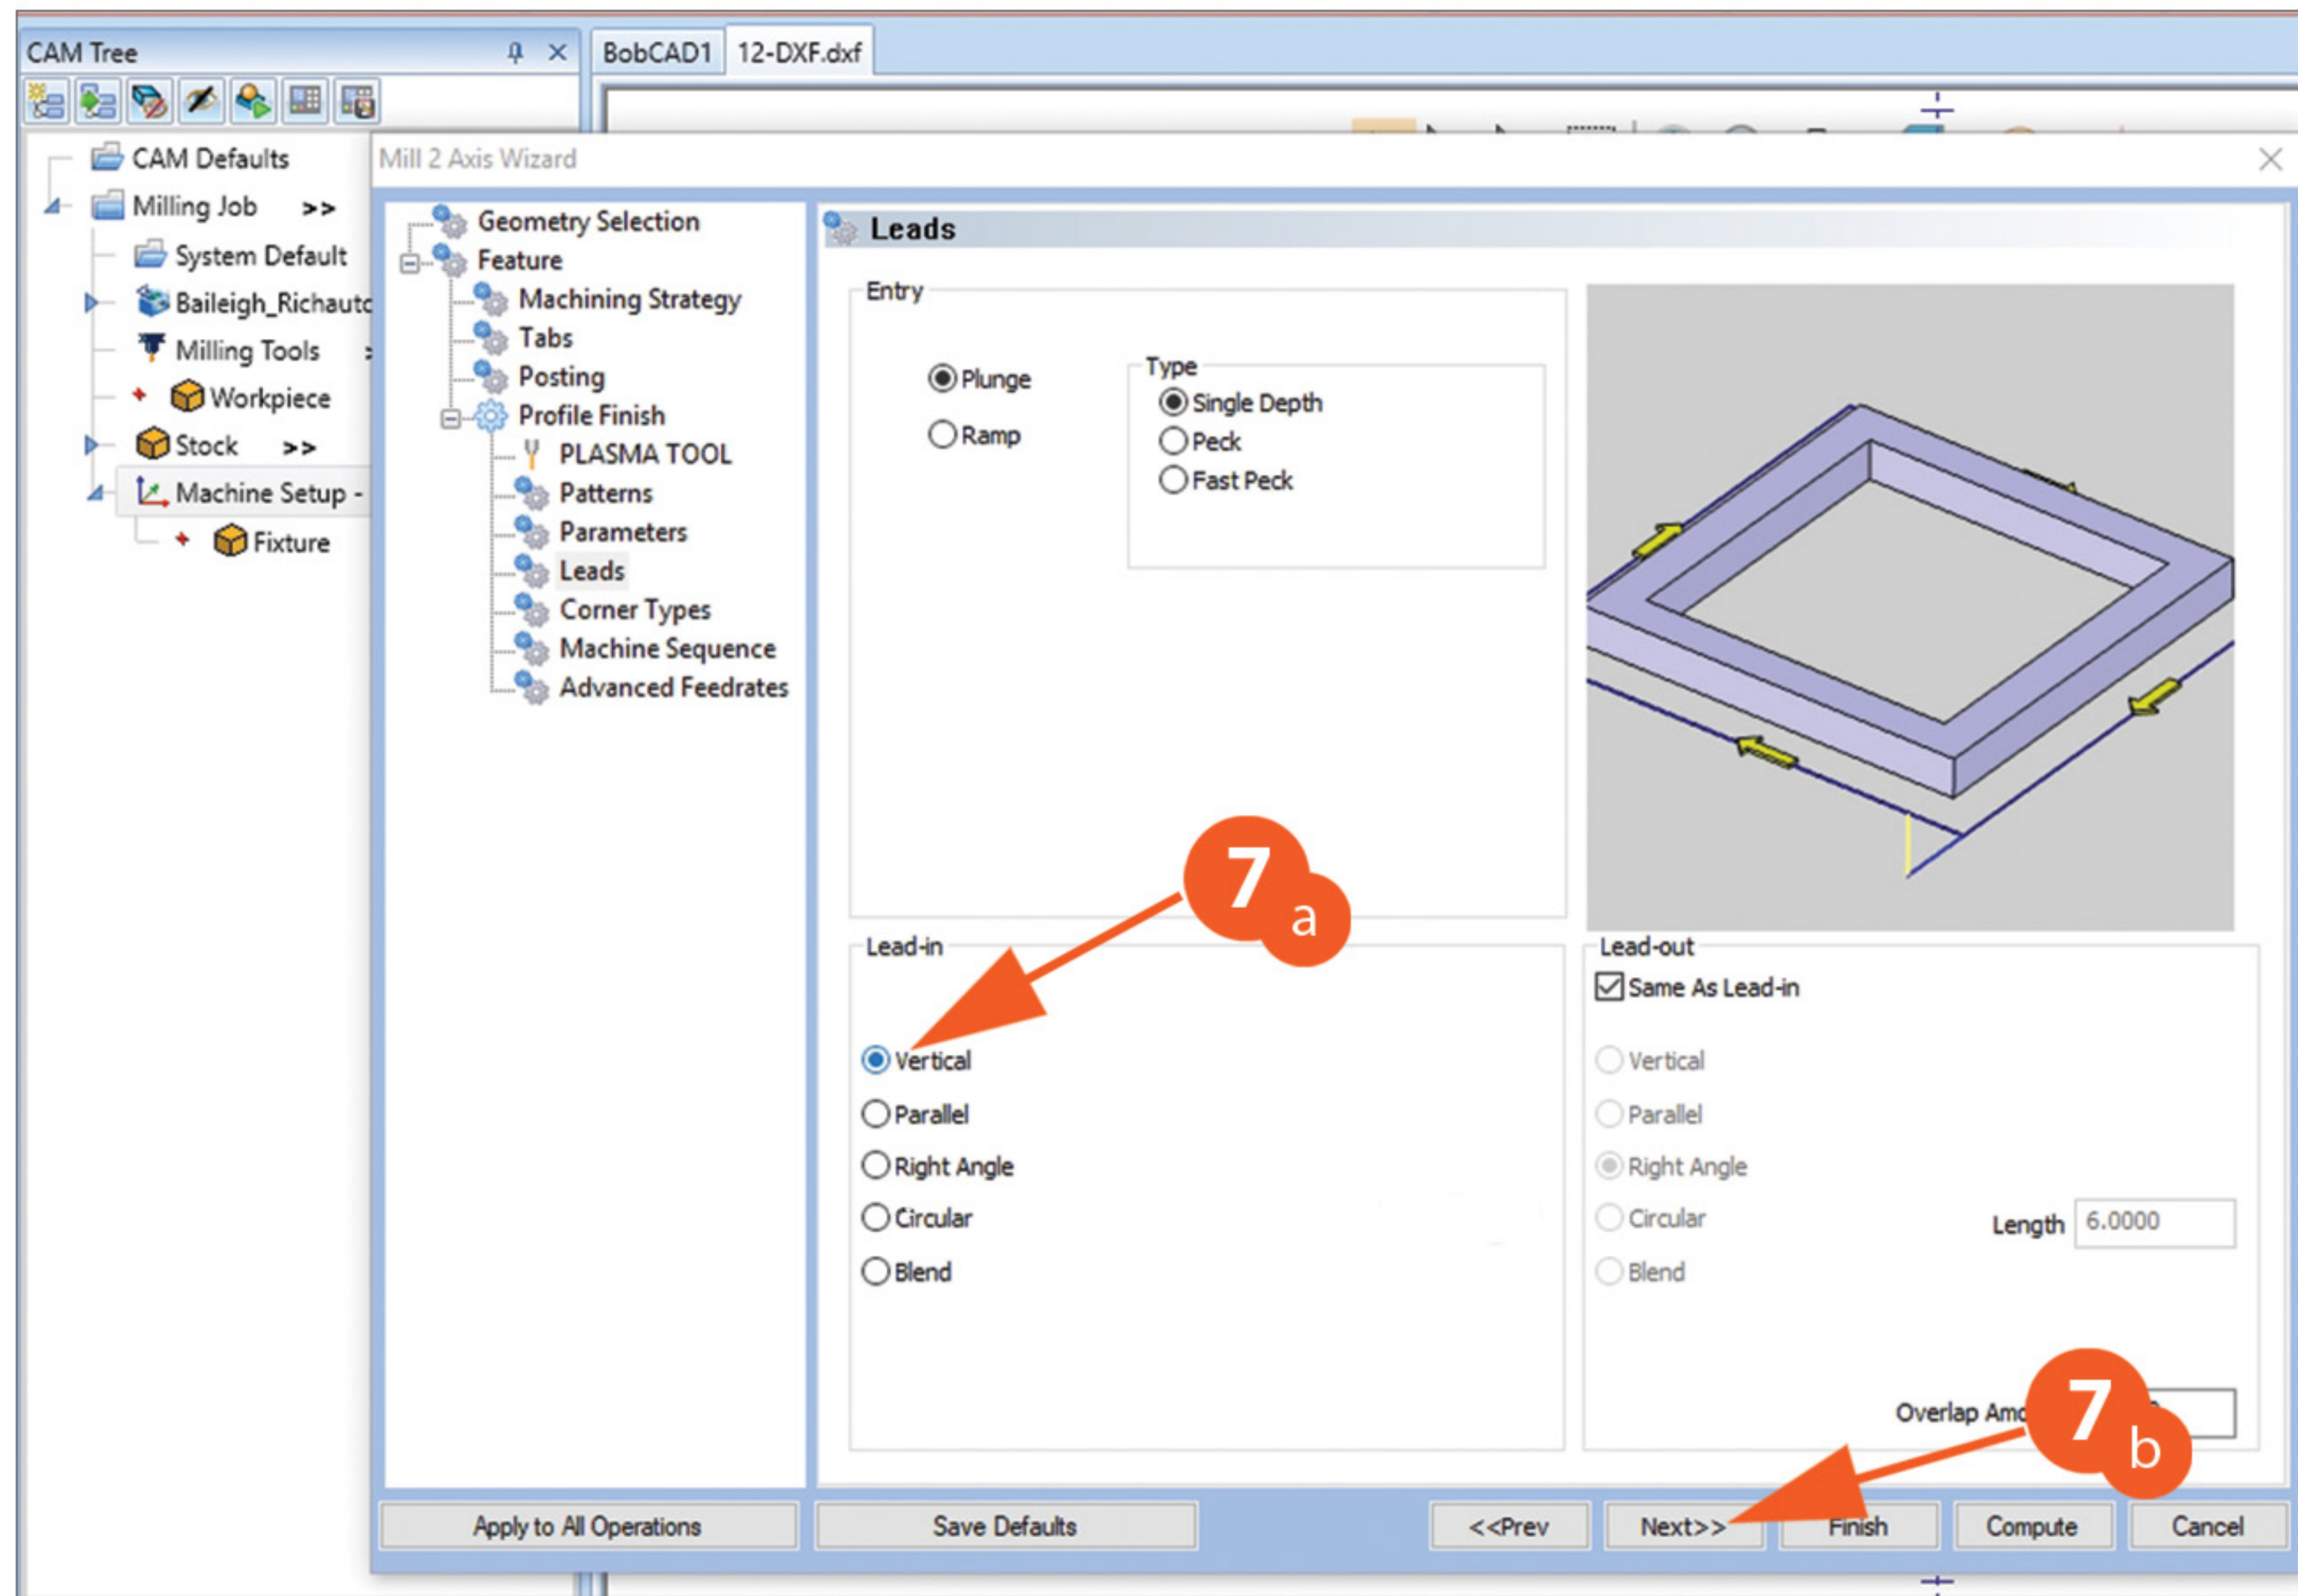 CAM Tree
BobCAD1
12-DXF.dxf
CAM Defaults
Milling Job >>
System Default
Baileigh_Richauto
Milling Tools
Workpiece
Stock >>
Machine Setup -
Fixture
Mill 2 Axis Wizard
Geometry Selection
Feature
Machining Strategy
Tabs
Posting
Profile Finish
PLASMA TOOL
Patterns
Parameters
Leads
Corner Types
Machine Sequence
Advanced Feedrates
Leads
Entry
Plunge
Ramp
Type
Single Depth
Peck
Fast Peck
7 a
Lead-in
Vertical
Parallel
Right Angle
Circular
Blend
Lead-out
Same As Lead-in
Vertical
Parallel
Right Angle
Circular
Blend
Length 6.0000
Overlap
7 b
Apply to All Operations
Save Defaults
<<Prev
Next>>
Finish
Compute
Cancel